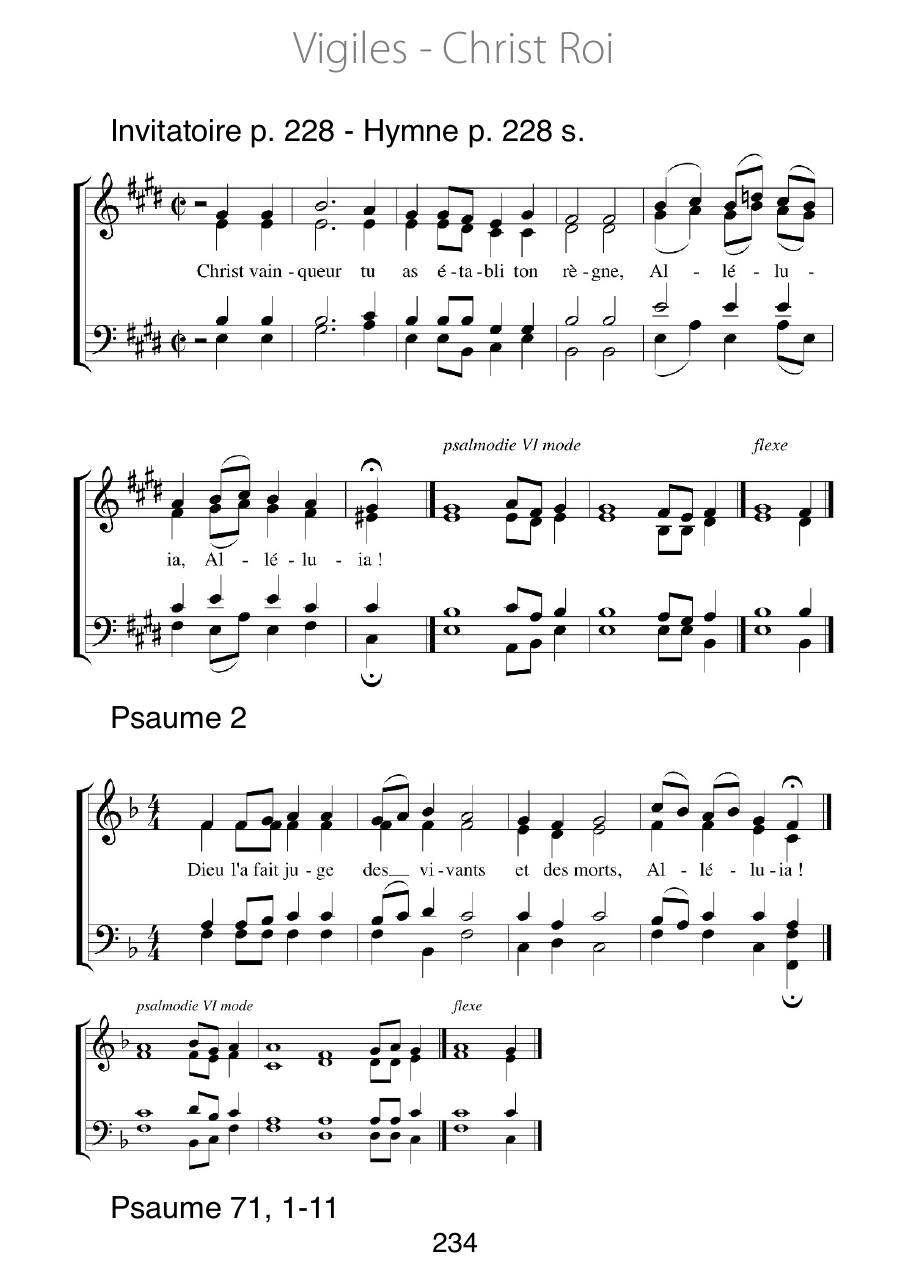 Vigiles - Christ Roi
Invitatoire p. 228 - Hymne p. 228 s.
Christ vain - queur tu as é - ta - bli ton rè - gne, Al - lé - lu -
psalmodie VI mode flexe
ia, Al - lé - lu - ia !
Psaume 2
Dieu l'a fait ju - ge des vi - vants et des morts, Al - lé - lu - ia !
psalmodie VI mode flexe
Psaume 71, 1-11
234